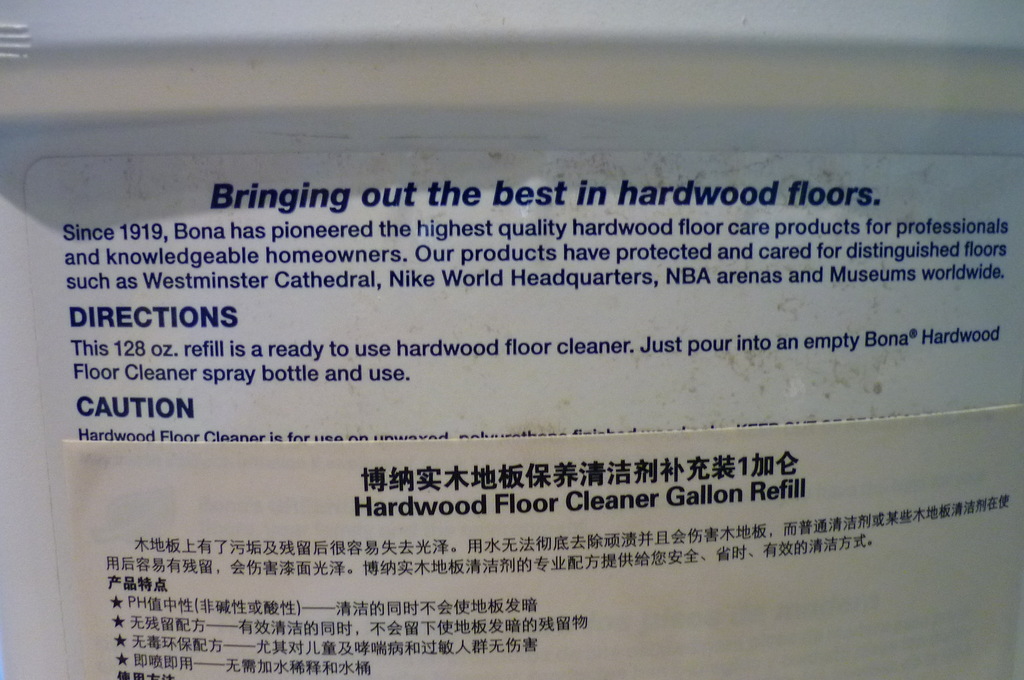 Bringing out the best in hardwood floors.
Since 1919, Bona has pioneered the highest quality hardwood floor care products for professionals
and knowledgeable homeowners. Our products have protected and cared for distinguished floors
such as Westminster Cathedral, Nike World Headquarters, NBA arenas and Museums worldwide.
DIRECTIONS
This 128 oz. refill is a ready to use hardwood floor cleaner. Just pour into an empty Bona® Hardwood
Floor Cleaner spray bottle and use.
CAUTION
Hardwood Floor Cleaner is for use on unwaxed, polyurethane finished
博纳实木地板保养清洁剂补充装1加仑
Hardwood Floor Cleaner Gallon Refill
木地板上有了污垢及残留后很容易失去光泽。用水无法彻底去除顽渍并且会伤害木地板，而普通清洁剂或某些木地板清洁剂在使
用后容易有残留，会伤害漆面光泽。博纳实木地板清洁剂的专业配方提供给您安全、省时、有效的清洁方式。
产品特点
★ PH值中性(非碱性或酸性)——清洁的同时不会使地板发暗
★ 无残留配方——有效清洁的同时，不会留下使地板发暗的残留物
★ 无毒环保配方——尤其对儿童及哮喘病和过敏人群无伤害
★ 即喷即用——无需加水稀释和水桶
使用方法